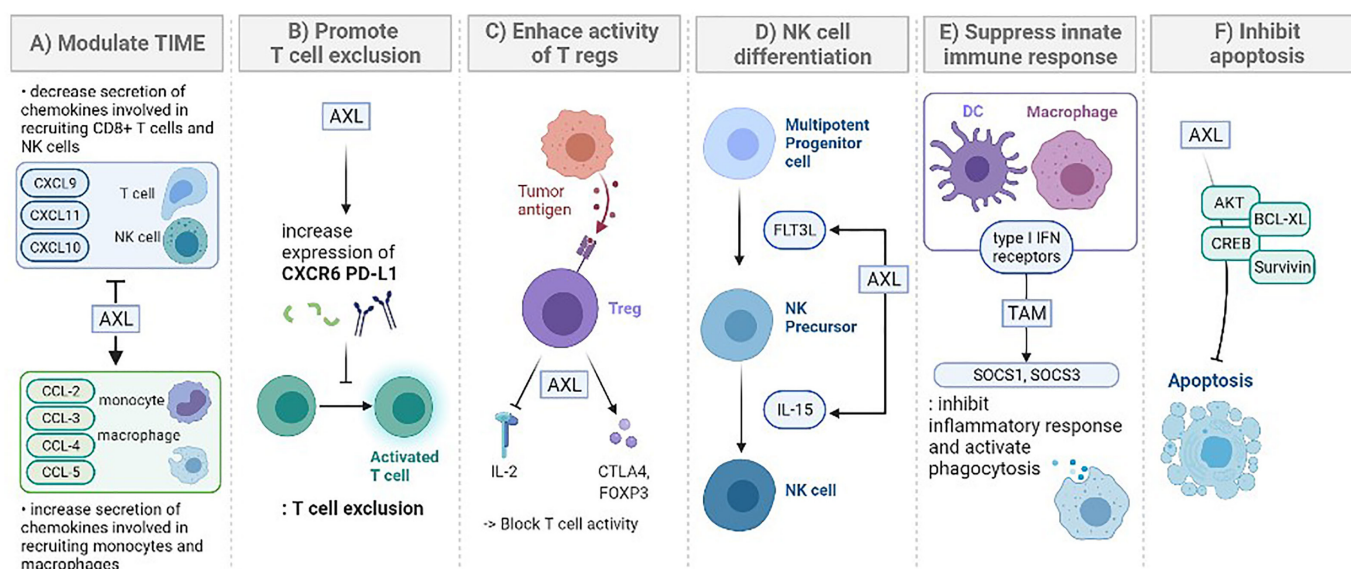 A) Modulate TIME
• decrease secretion of
chemokines involved in
recruiting CD8+ T cells and
NK cells
CXCL9
CXCL11
CXCL10
T cell
NK cell
AXL
CCL-2
CCL-3
CCL-4
CCL-5
monocyte
macrophage
• increase secretion of
chemokines involved in
recruiting monocytes and
macrophages
B) Promote
T cell exclusion
AXL
increase
expression of
CXCR6 PD-L1
Activated
T cell
: T cell exclusion
C) Enhace activity
of T regs
Tumor
antigen
Treg
AXL
IL-2
CTLA4,
FOXP3
-> Block T cell activity
D) NK cell
differentiation
Multipotent
Progenitor
cell
FLT3L
AXL
NK
Precursor
IL-15
NK cell
E) Suppress innate
immune response
DC
Macrophage
type I IFN
receptors
TAM
SOCS1, SOCS3
: inhibit
inflammatory response
and activate
phagocytosis
F) Inhibit
apoptosis
AXL
AKT
BCL-XL
CREB
Survivin
Apoptosis